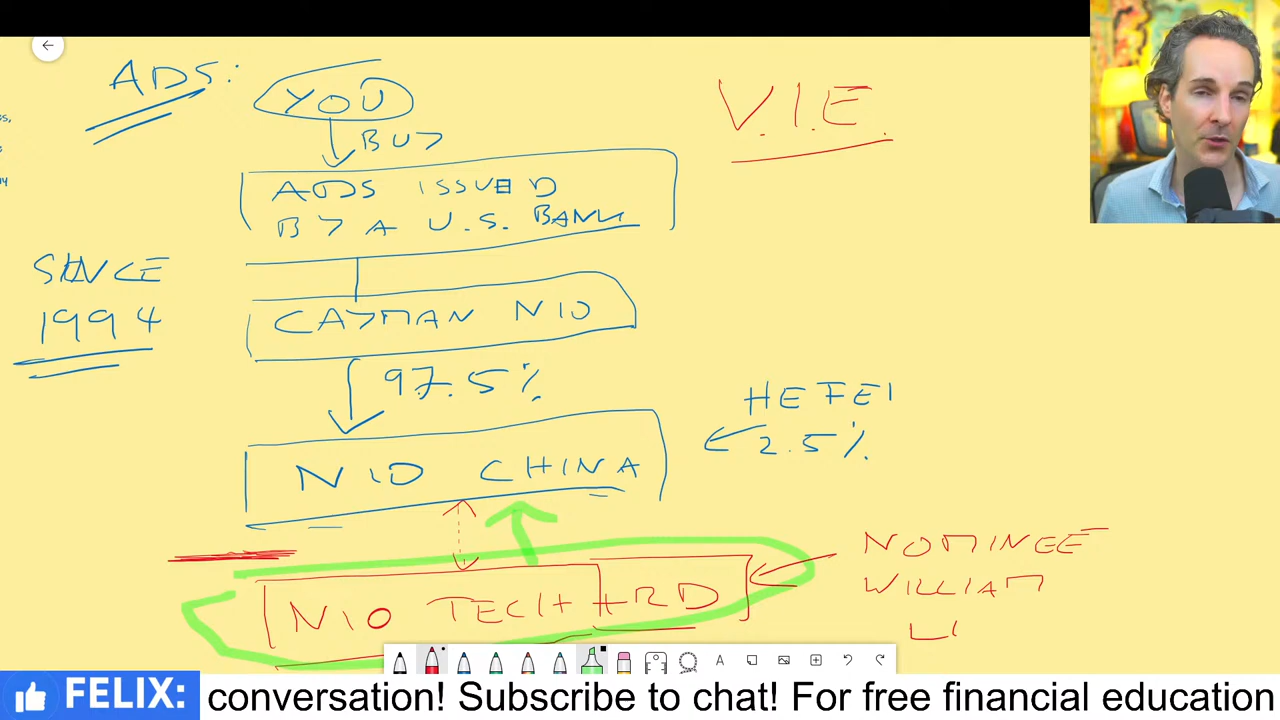 ADS:
YOU
BUY
V.I.E.
ADS ISSUED
BY A U.S. BANK
SINCE
1994
CAYMAN NIO
97.5%
HEFEI
2.5%
NIO CHINA
NOMINEE
WILLIAM
LI
NIO TECH + RD
FELIX: conversation! Subscribe to chat! For free financial education